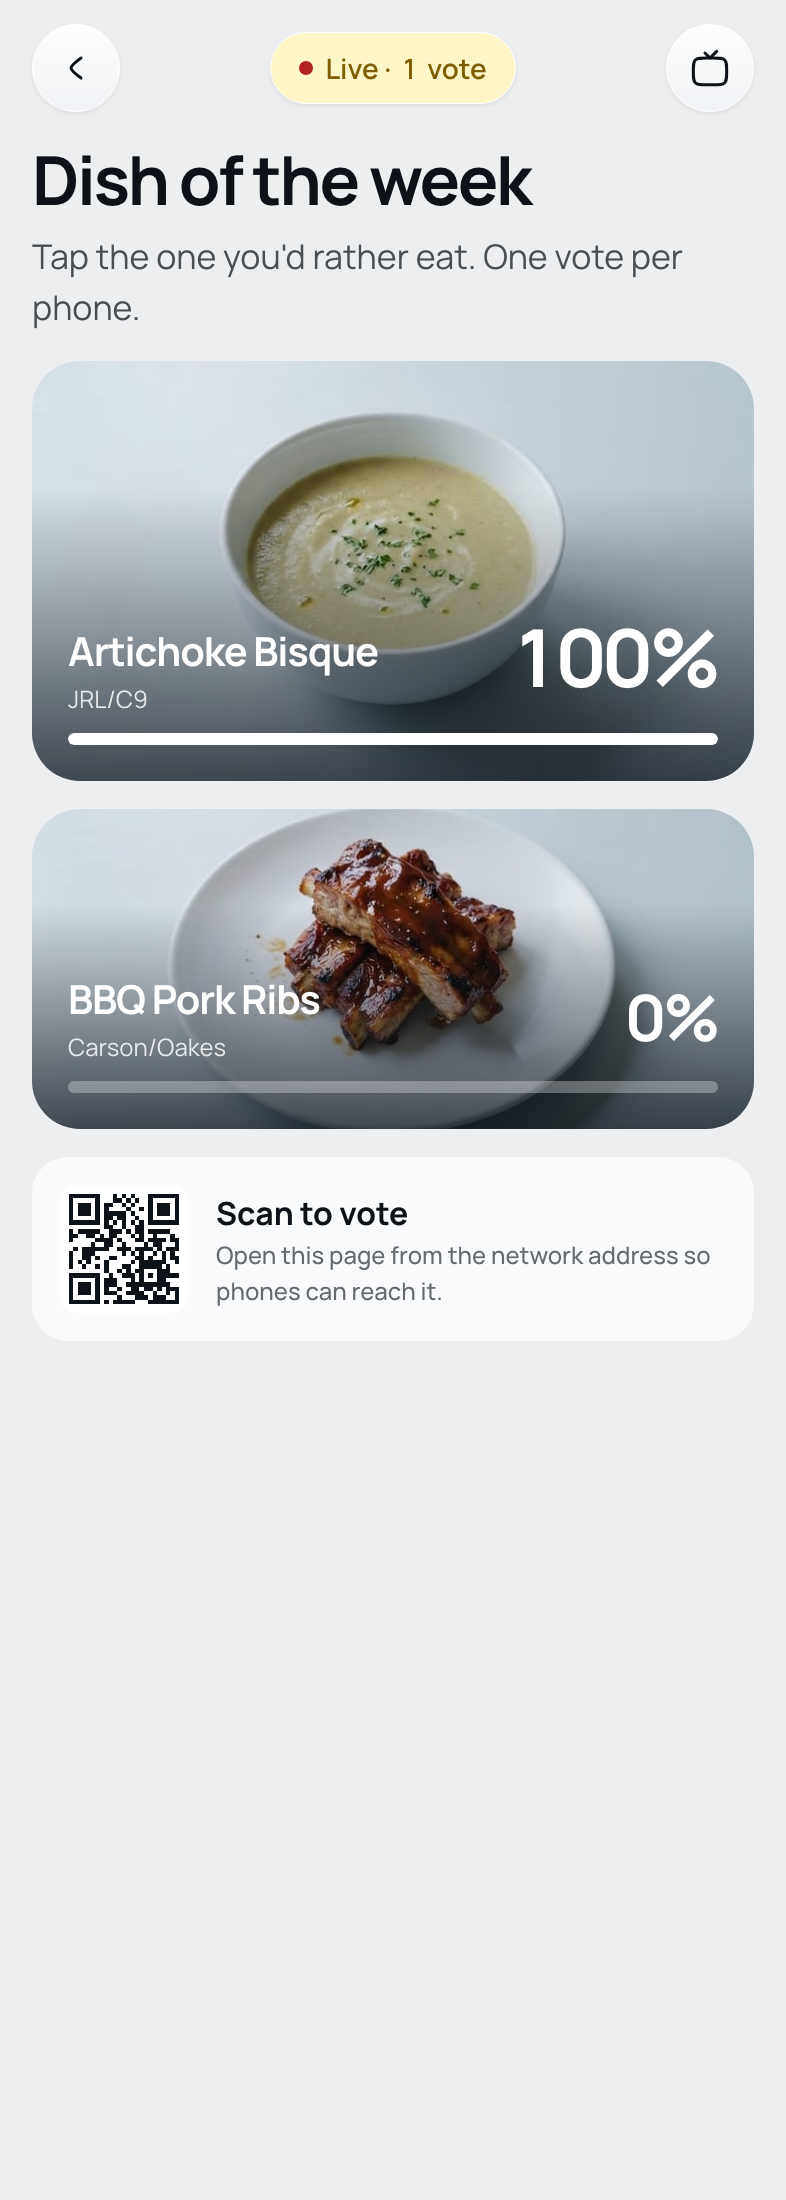 Live · 1 vote
Dish of the week
Tap the one you'd rather eat. One vote per
phone.
Artichoke Bisque
100%
JRL/C9
BBQ Pork Ribs
0%
Carson/Oakes
Scan to vote
Open this page from the network address so
phones can reach it.